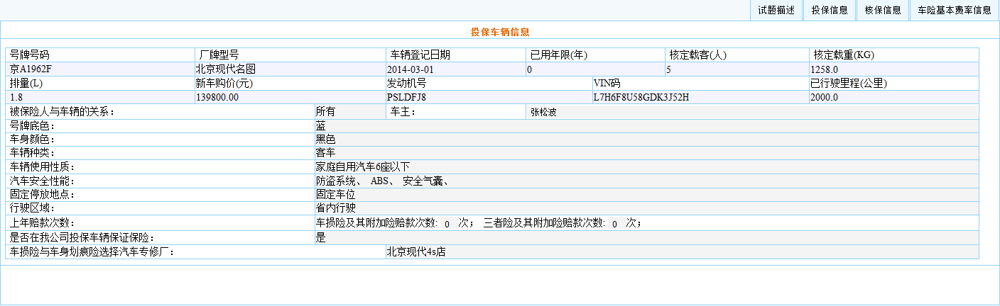 试题描述 投保信息 核保信息 车险基本费率信息
投保车辆信息
号牌号码 厂牌型号 车辆登记日期 已用年限(年) 核定载客(人) 核定载重(KG)
京A1962F 北京现代名图 2014-03-01 0 5 1258.0
排量(L) 新车购价(元) 发动机号 VIN码 已行驶里程(公里)
1.8 139800.00 PSLDFJ8 L7H6F8U58GDK3J52H 2000.0
被保险人与车辆的关系： 所有 车主： 张松波
号牌底色： 蓝
车身颜色： 黑色
车辆种类： 客车
车辆使用性质： 家庭自用汽车6座以下
汽车安全性能： 防盗系统、 ABS、 安全气囊、
固定停放地点： 固定车位
行驶区域： 省内行驶
上年赔款次数： 车损险及其附加险赔款次数: 0 次； 三者险及其附加险赔款次数: 0 次；
是否在我公司投保车辆保证保险： 是
车损险与车身划痕险选择汽车专修厂： 北京现代4s店